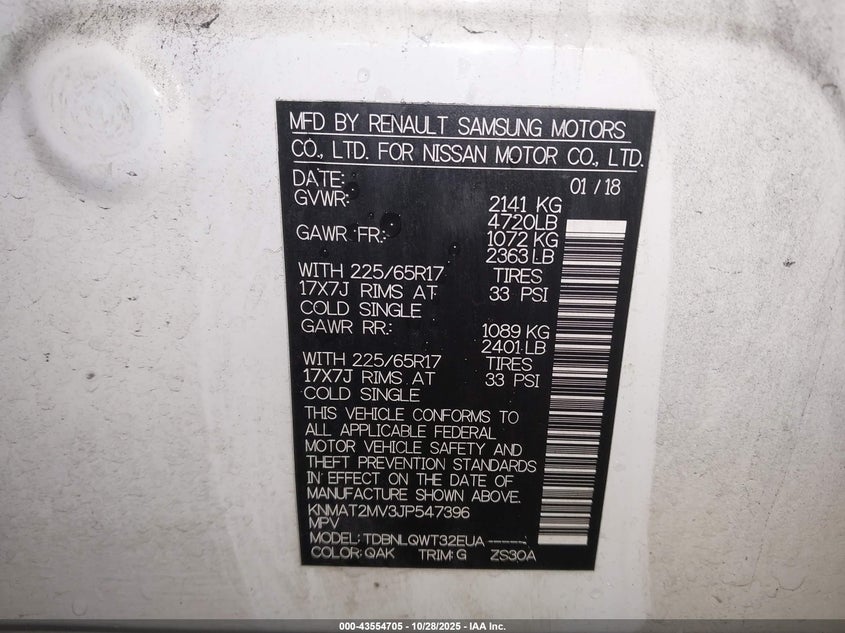 MFD BY RENAULT SAMSUNG MOTORS
CO., LTD. FOR NISSAN MOTOR CO., LTD.
DATE: 01 / 18
GVWR: 2141 KG
4720LB
GAWR FR: 1072 KG
2363 LB
WITH 225/65R17 TIRES
17X7J RIMS AT 33 PSI
COLD SINGLE
GAWR RR: 1089 KG
2401 LB
WITH 225/65R17 TIRES
17X7J RIMS AT 33 PSI
COLD SINGLE
THIS VEHICLE CONFORMS TO
ALL APPLICABLE FEDERAL
MOTOR VEHICLE SAFETY AND
THEFT PREVENTION STANDARDS
IN EFFECT ON THE DATE OF
MANUFACTURE SHOWN ABOVE.
KNMAT2MV3JP547396
MPV
MODEL: TDBNLQWT32EUA -----
COLOR: QAK TRIM: G ZS30A
000-43554705 - 10/28/2025 - IAA Inc.